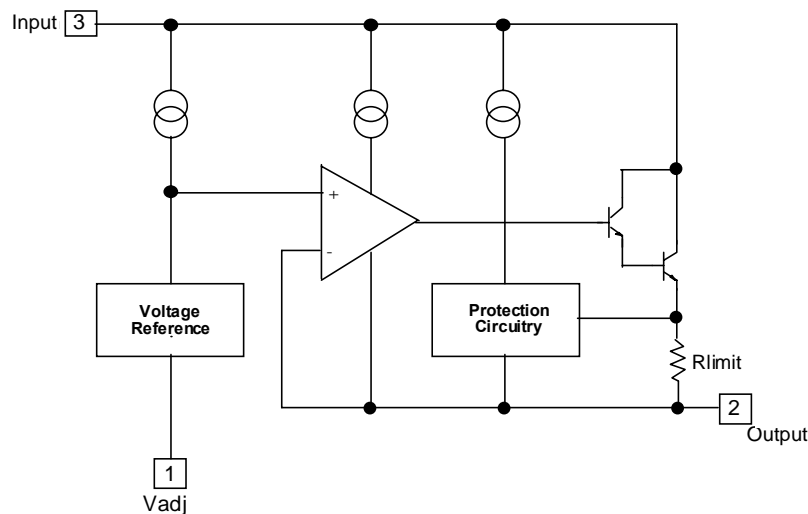 Input 3
+
-
Voltage
Reference
Protection
Circuitry
Rlimit
2
Output
1
Vadj